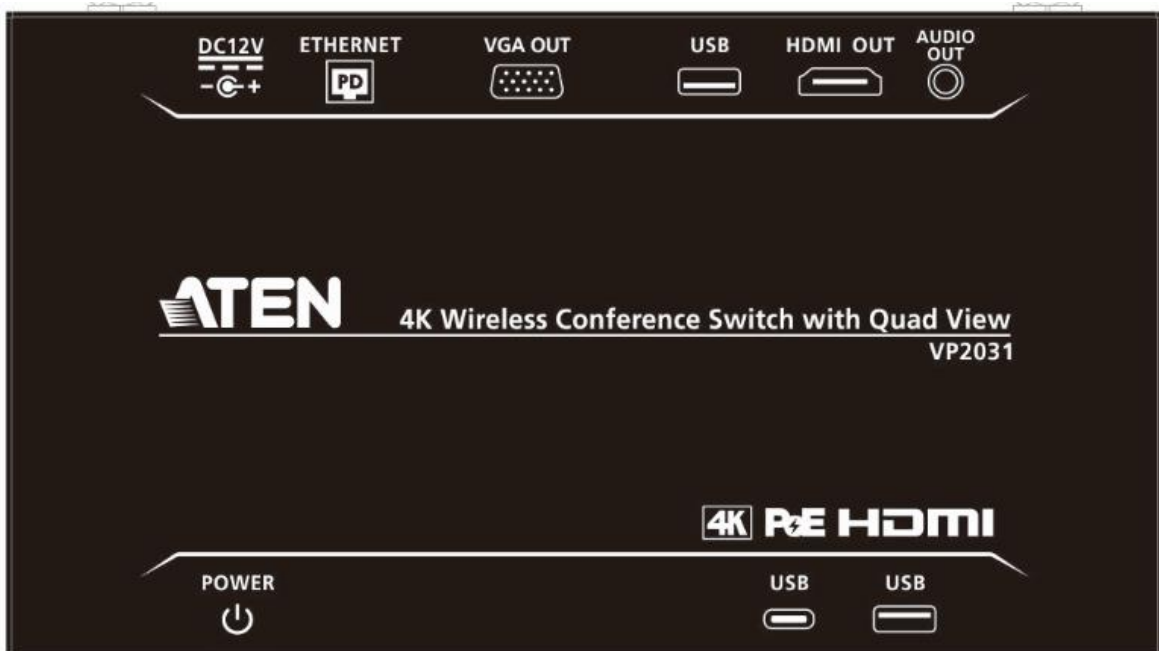 DC12V ETHERNET VGA OUT USB HDMI OUT AUDIO OUT
PD
ATEN
4K Wireless Conference Switch with Quad View
VP2031
4K PoE HDMI
POWER USB USB